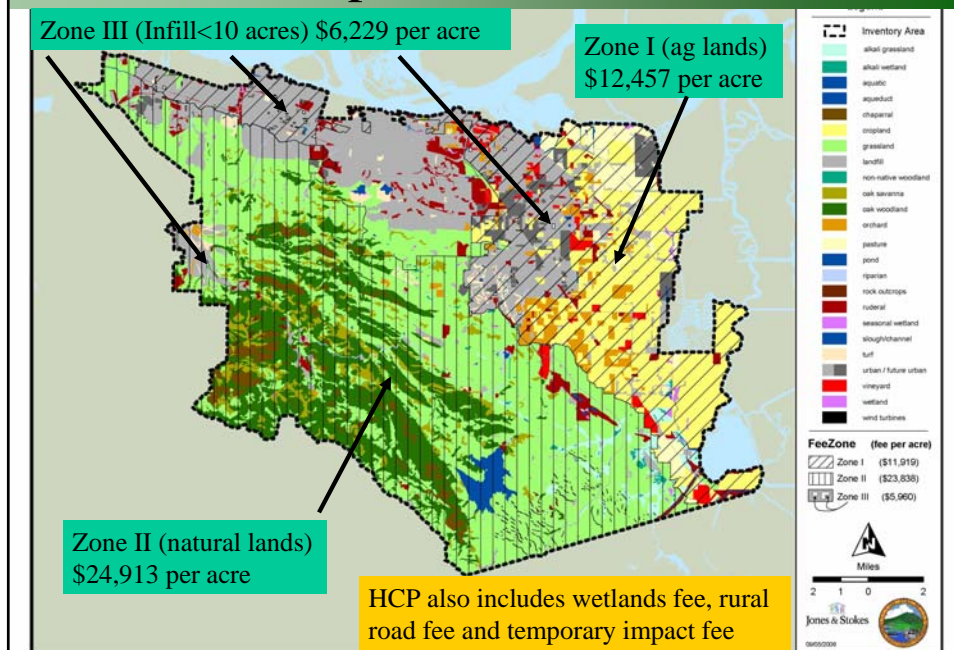 Zone III (Infill<10 acres) $6,229 per acre
Zone I (ag lands)
$12,457 per acre
Zone II (natural lands)
$24,913 per acre
HCP also includes wetlands fee, rural
road fee and temporary impact fee
Inventory Area
alkali grassland
alkali wetland
aquatic
aqueduct
chaparral
cropland
grassland
landfill
non-native woodland
oak savanna
oak woodland
orchard
pasture
pond
riparian
rock outcrops
ruderal
seasonal wetland
slough/channel
turf
urban / future urban
vineyard
wetland
wind turbines
FeeZone (fee per acre)
Zone I ($11,919)
Zone II ($23,838)
Zone III ($5,960)
N
Miles
2 1 0 2
Jones & Stokes